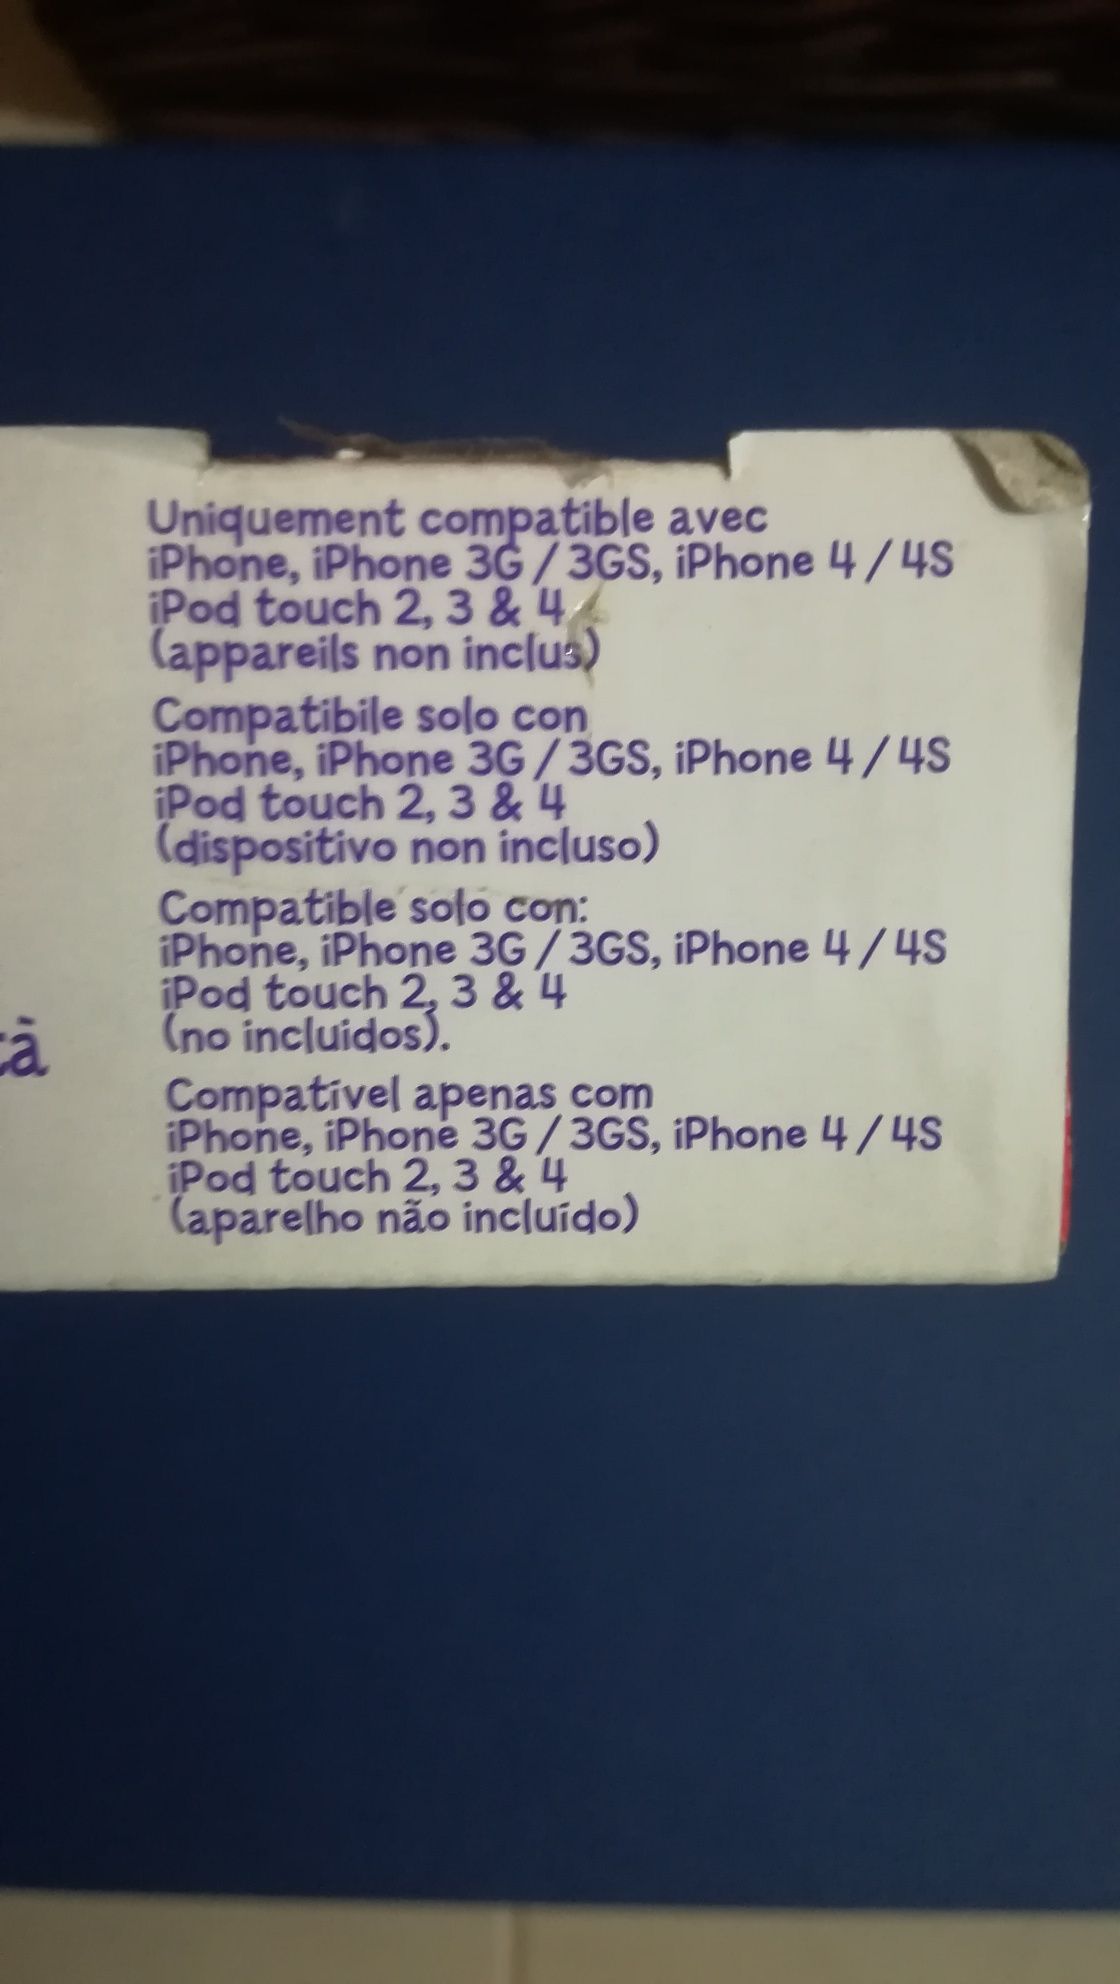 Uniquement compatible avec
iPhone, iPhone 3G / 3GS, iPhone 4 / 4S
iPod touch 2, 3 & 4
(appareils non inclus)
Compatibile solo con
iPhone, iPhone 3G / 3GS, iPhone 4 / 4S
iPod touch 2, 3 & 4
(dispositivo non incluso)
Compatible solo con:
iPhone, iPhone 3G / 3GS, iPhone 4 / 4S
iPod touch 2, 3 & 4
(no incluidos).
Compativel apenas com
iPhone, iPhone 3G / 3GS, iPhone 4 / 4S
iPod touch 2, 3 & 4
(aparelho não incluído)